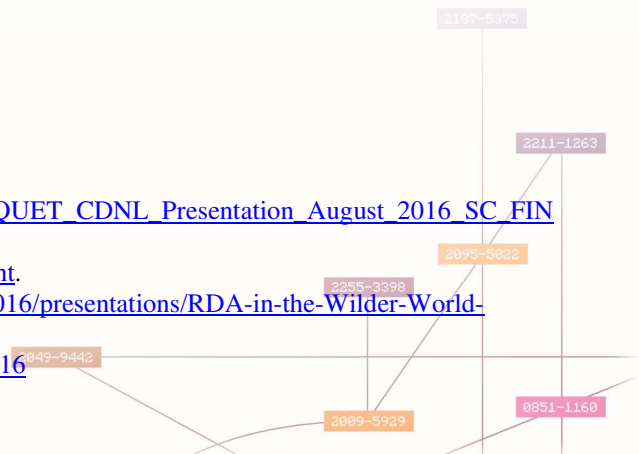 2187-5375
2211-1263
QUET_CDNL_Presentation_August_2016_SC_FIN
2095-5022
nt.
2255-3398
016/presentations/RDA-in-the-Wilder-World-
2049-9442
16
0851-1160
2009-5929